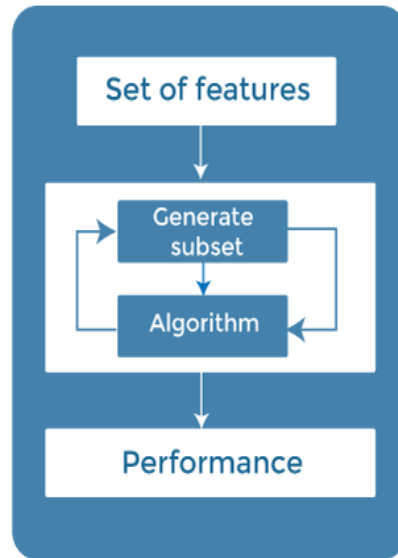 Set of features
Generate
subset
Algorithm
Performance